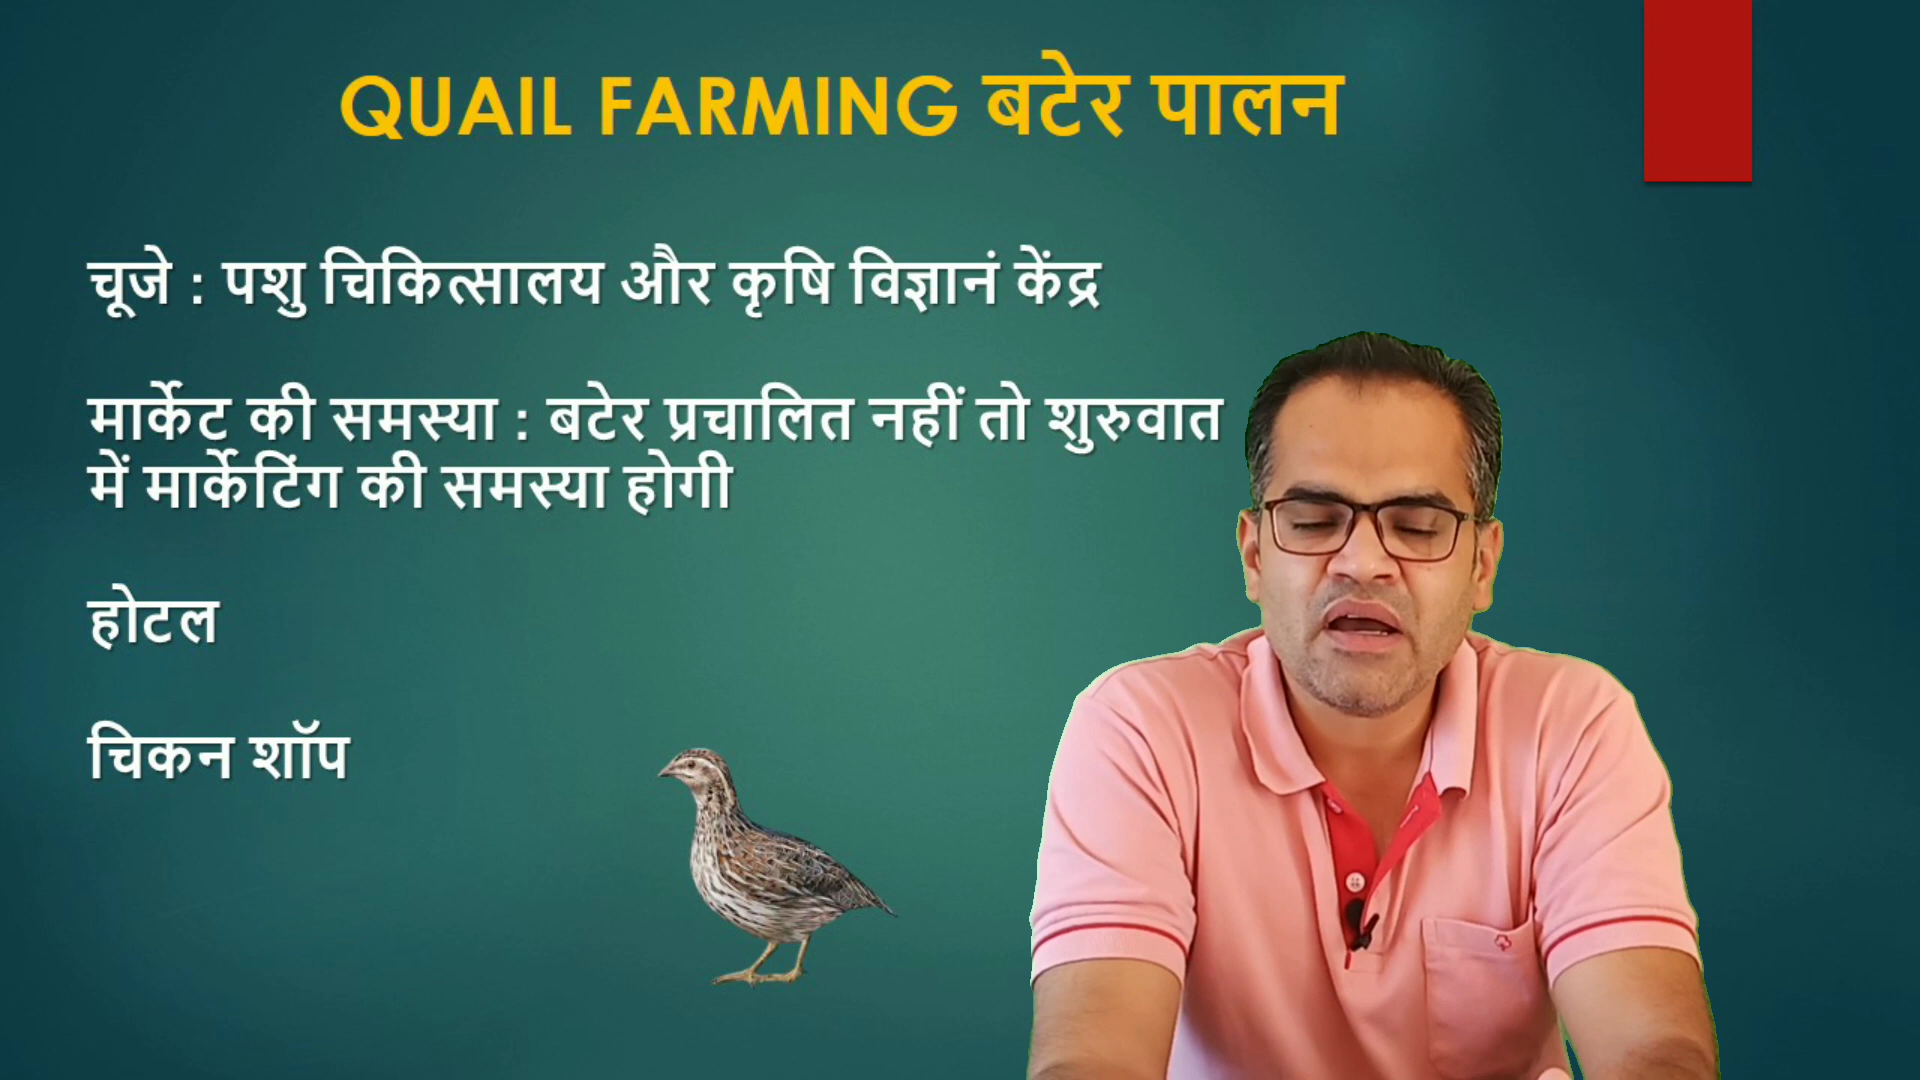 QUAIL FARMING बटेर पालन
चूजे : पशु चिकित्सालय और कृषि विज्ञानं केंद्र
मार्केट की समस्या : बटेर प्रचालित नहीं तो शुरुवात
में मार्केटिंग की समस्या होगी
होटल
चिकन शॉप